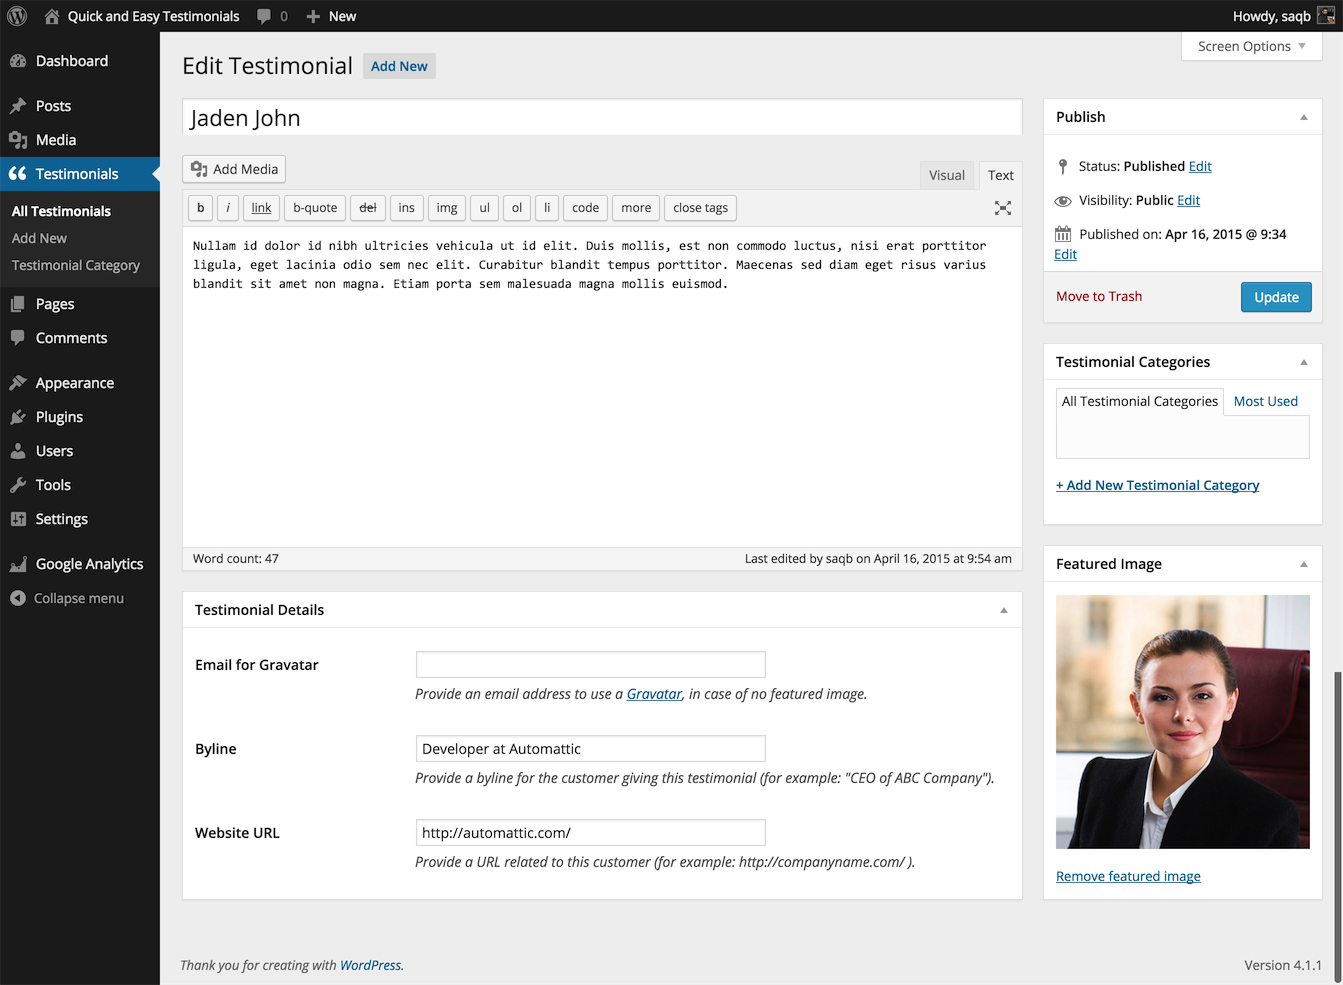 Quick and Easy Testimonials 0 New Howdy, saqb
Screen Options
Dashboard
Posts
Media
Testimonials
All Testimonials
Add New
Testimonial Category
Pages
Comments
Appearance
Plugins
Users
Tools
Settings
Google Analytics
Collapse menu
Edit Testimonial Add New
Jaden John
Add Media
Visual Text
b i link b-quote del ins img ul ol li code more close tags
Nullam id dolor id nibh ultricies vehicula ut id elit. Duis mollis, est non commodo luctus, nisi erat porttitor
ligula, eget lacinia odio sem nec elit. Curabitur blandit tempus porttitor. Maecenas sed diam eget risus varius
blandit sit amet non magna. Etiam porta sem malesuada magna mollis euismod.
Word count: 47 Last edited by saqb on April 16, 2015 at 9:54 am
Testimonial Details
Email for Gravatar
Provide an email address to use a Gravatar, in case of no featured image.
Byline Developer at Automattic
Provide a byline for the customer giving this testimonial (for example: "CEO of ABC Company").
Website URL http://automattic.com/
Provide a URL related to this customer (for example: http://companyname.com/ ).
Publish
Status: Published Edit
Visibility: Public Edit
Published on: Apr 16, 2015 @ 9:34
Edit
Move to Trash Update
Testimonial Categories
All Testimonial Categories Most Used
+ Add New Testimonial Category
Featured Image
Remove featured image
Thank you for creating with WordPress. Version 4.1.1